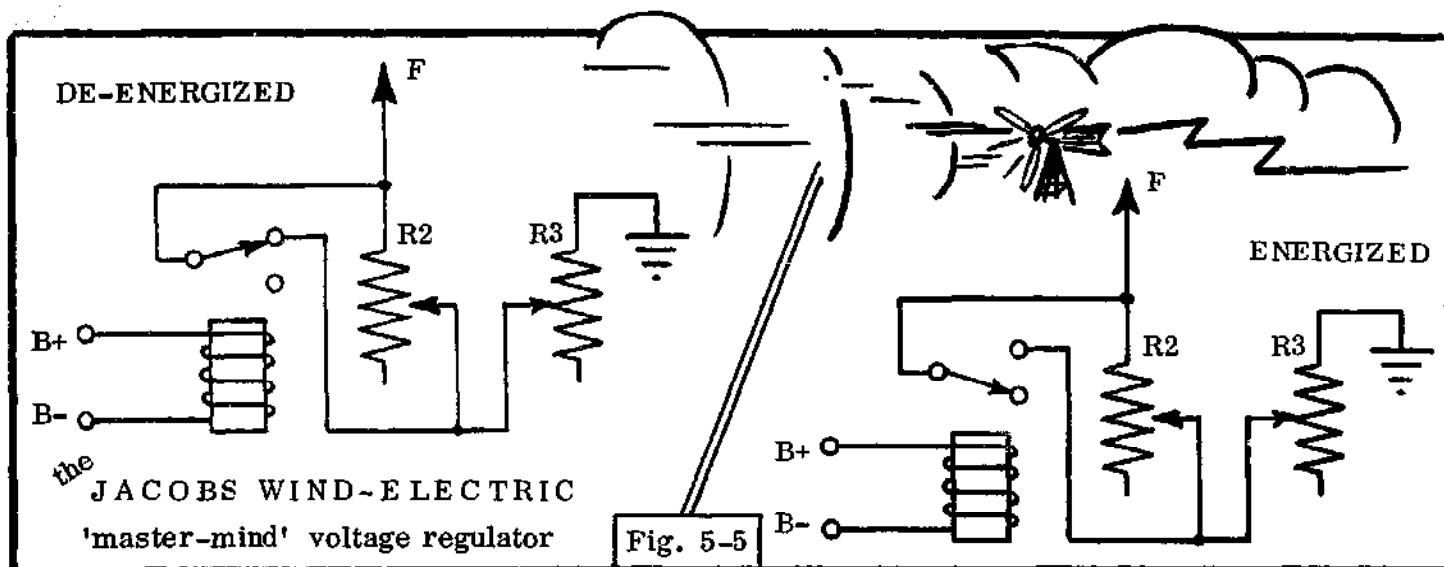 DE-ENERGIZED
F
R2
R3
B+
B-
the
JACOBS WIND-ELECTRIC
'master-mind' voltage regulator
Fig. 5-5
F
ENERGIZED
R2
R3
B+
B-